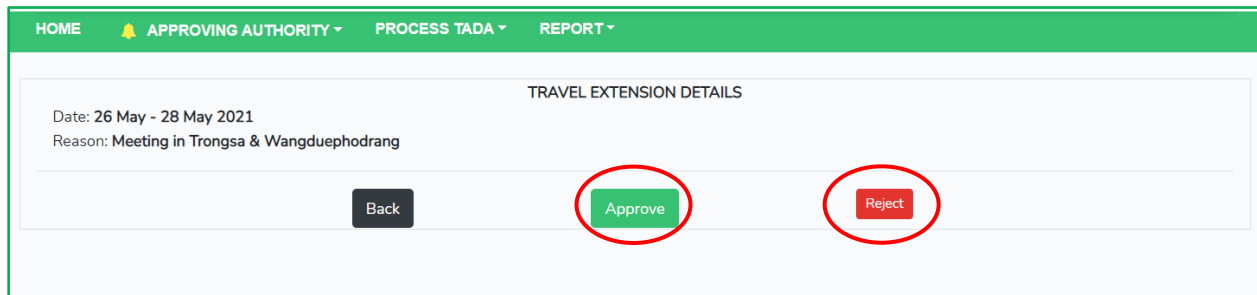 HOME APPROVING AUTHORITY PROCESS TADA REPORT
TRAVEL EXTENSION DETAILS
Date: 26 May - 28 May 2021
Reason: Meeting in Trongsa & Wangduephodrang
Back Approve Reject